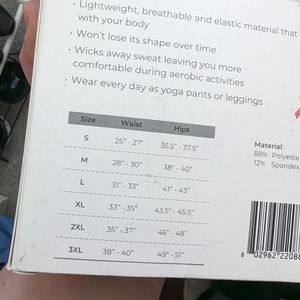 • Lightweight, breathable and elastic material that
with your body
• Won't lose its shape over time
• Wicks away sweat leaving you more
comfortable during aerobic activities
• Wear every day as yoga pants or leggings
Size Waist Hips
S 25" - 27" 35.5" - 37.5"
M 28" - 30" 38" - 40"
L 31" - 33" 41" - 43"
XL 33" - 35" 43.5" - 45.5"
2XL 35" - 37" 46" - 48"
3XL 38" - 40" 49" - 51"
Material:
88% Polyeste
12% Spandex
8 02962 22088